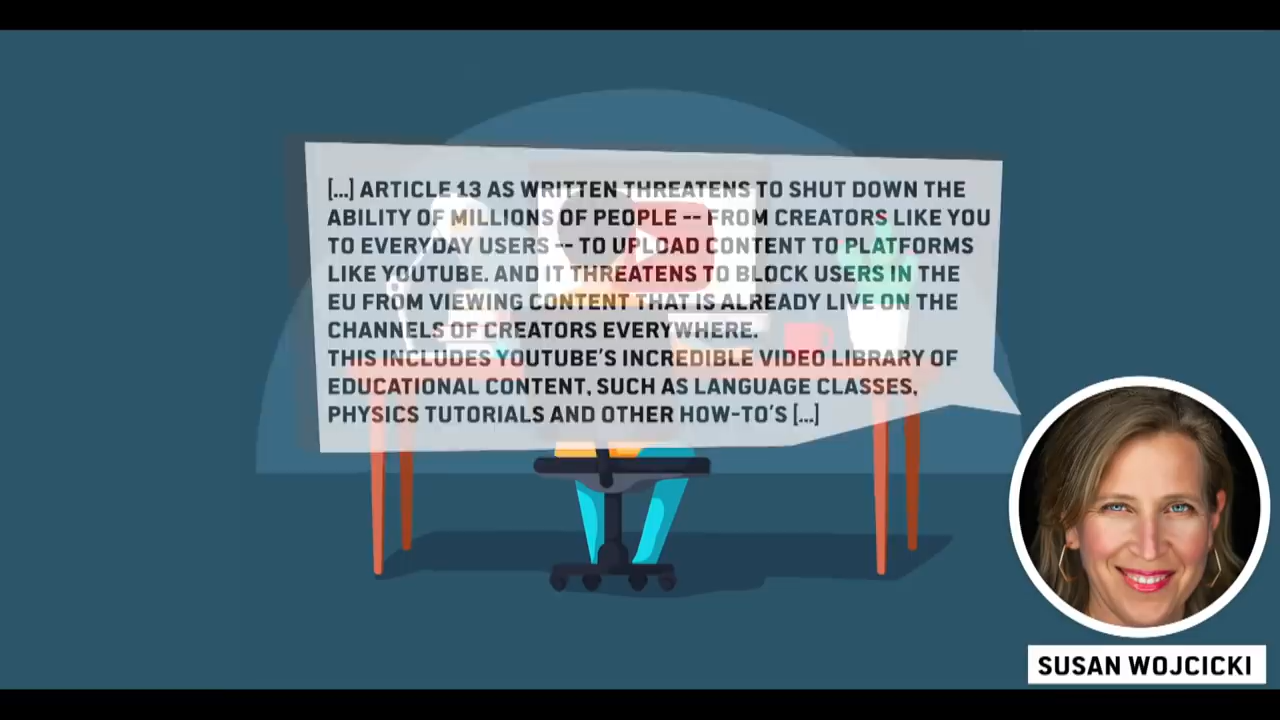 [...] ARTICLE 13 AS WRITTEN THREATENS TO SHUT DOWN THE
ABILITY OF MILLIONS OF PEOPLE -- FROM CREATORS LIKE YOU
TO EVERYDAY USERS -- TO UPLOAD CONTENT TO PLATFORMS
LIKE YOUTUBE. AND IT THREATENS TO BLOCK USERS IN THE
EU FROM VIEWING CONTENT THAT IS ALREADY LIVE ON THE
CHANNELS OF CREATORS EVERYWHERE.
THIS INCLUDES YOUTUBE'S INCREDIBLE VIDEO LIBRARY OF
EDUCATIONAL CONTENT, SUCH AS LANGUAGE CLASSES,
PHYSICS TUTORIALS AND OTHER HOW-TO'S [...]
SUSAN WOJCICKI